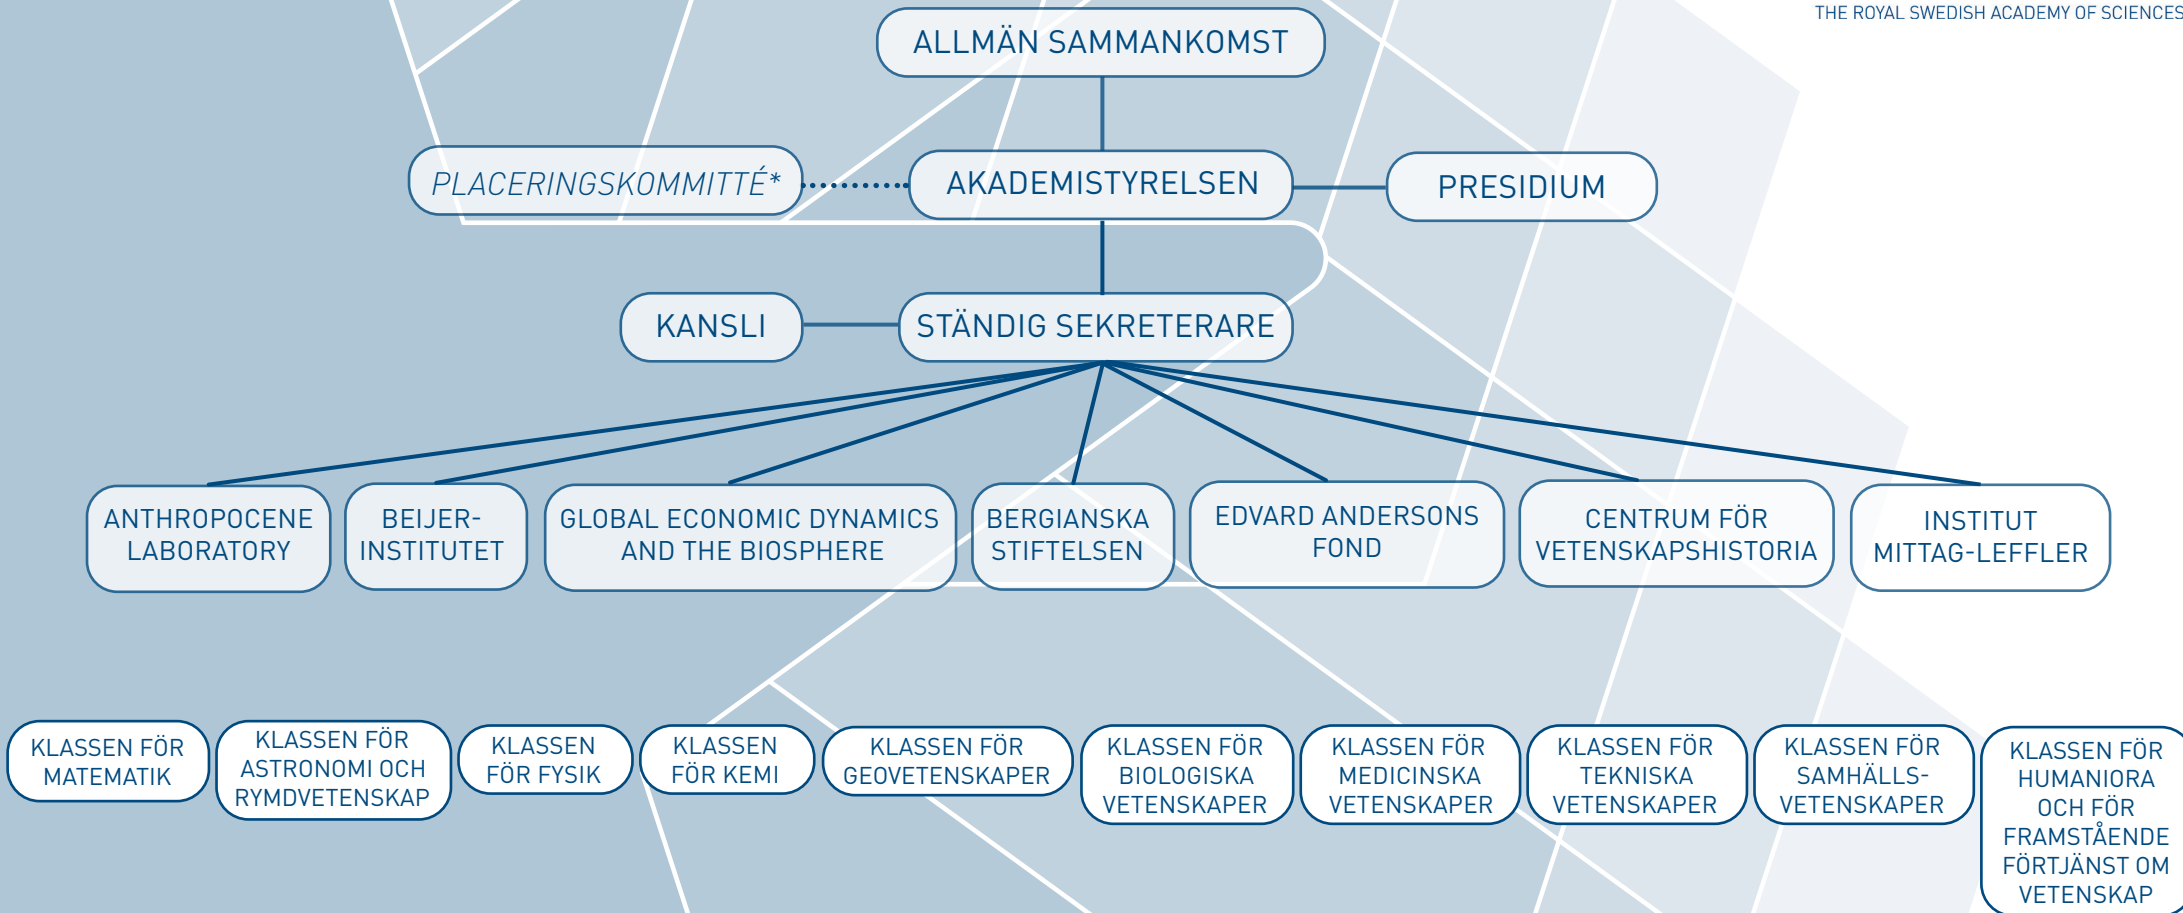 THE ROYAL SWEDISH ACADEMY OF SCIENCES
ALLMÄN SAMMANKOMST
PLACERINGSKOMMITTÉ*
AKADEMISTYRELSEN
PRESIDIUM
KANSLI
STÄNDIG SEKRETERARE
ANTHROPOCENE
LABORATORY
BEIJER-
INSTITUTET
GLOBAL ECONOMIC DYNAMICS
AND THE BIOSPHERE
BERGIANSKA
STIFTELSEN
EDVARD ANDERSONS
FOND
CENTRUM FÖR
VETENSKAPSHISTORIA
INSTITUT
MITTAG-LEFFLER
KLASSEN FÖR
MATEMATIK
KLASSEN FÖR
ASTRONOMI OCH
RYMDVETENSKAP
KLASSEN
FÖR FYSIK
KLASSEN
FÖR KEMI
KLASSEN FÖR
GEOVETENSKAPER
KLASSEN FÖR
BIOLOGISKA
VETENSKAPER
KLASSEN FÖR
MEDICINSKA
VETENSKAPER
KLASSEN FÖR
TEKNISKA
VETENSKAPER
KLASSEN FÖR
SAMHÄLLS-
VETENSKAPER
KLASSEN FÖR
HUMANIORA
OCH FÖR
FRAMSTÅENDE
FÖRTJÄNST OM
VETENSKAP